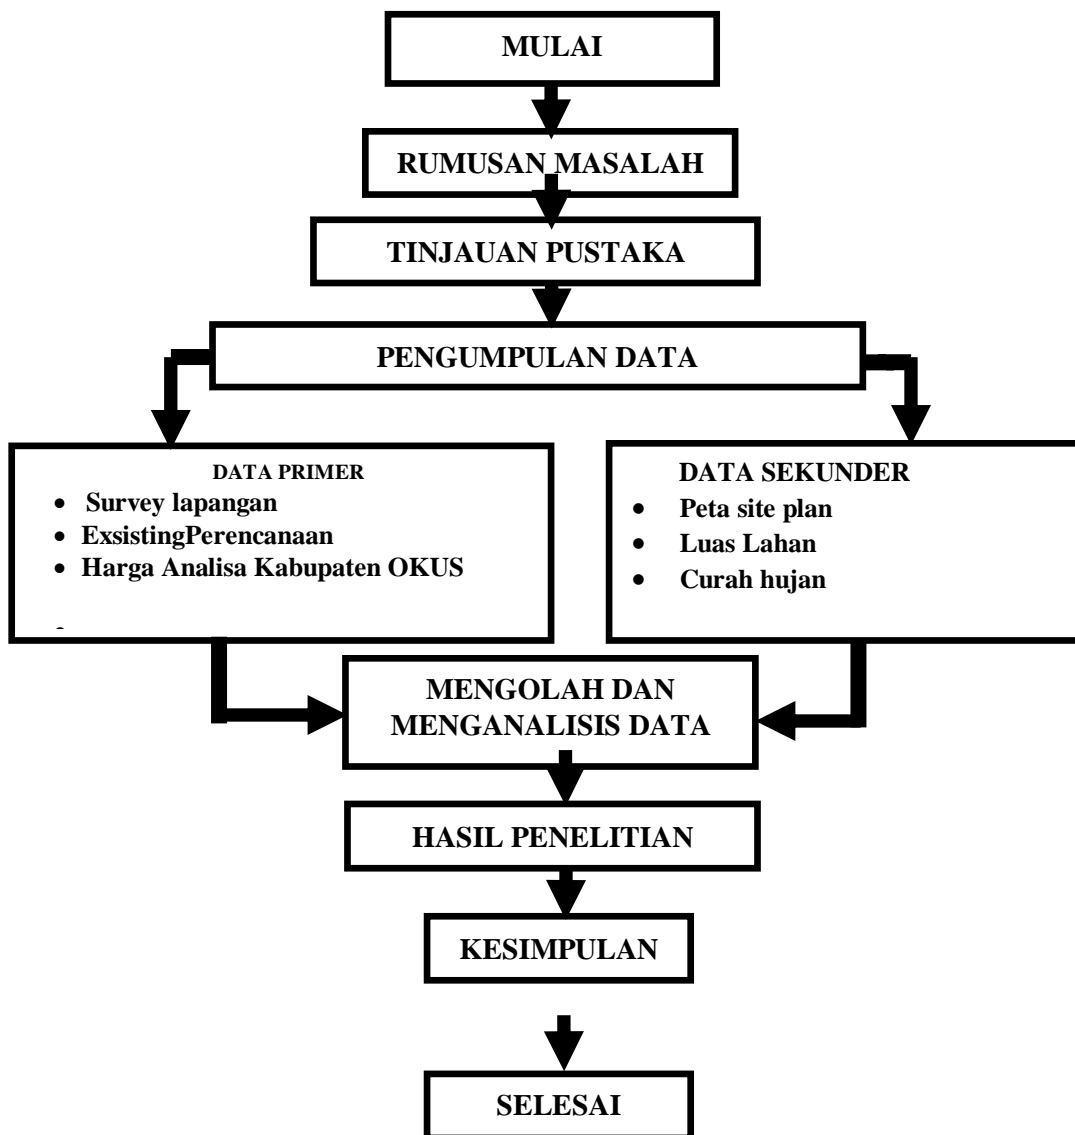 MULAI
RUMUSAN MASALAH
TINJAUAN PUSTAKA
PENGUMPULAN DATA
DATA PRIMER
• Survey lapangan
• ExsistingPerencanaan
• Harga Analisa Kabupaten OKUS
DATA SEKUNDER
• Peta site plan
• Luas Lahan
• Curah hujan
MENGOLAH DAN
MENGANALISIS DATA
HASIL PENELITIAN
KESIMPULAN
SELESAI